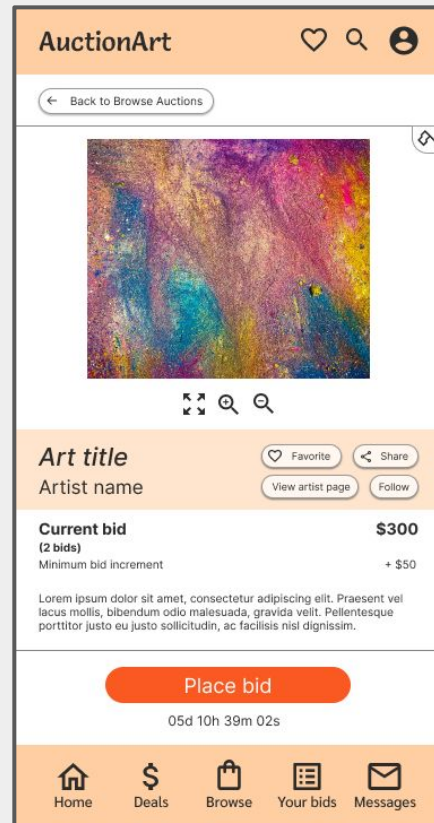 AuctionArt
Back to Browse Auctions
Art title
Favorite
Share
Artist name
View artist page
Follow
Current bid
$300
(2 bids)
Minimum bid increment
+ $50
Lorem ipsum dolor sit amet, consectetur adipiscing elit. Praesent vel
lacus mollis, bibendum odio malesuada, gravida velit. Pellentesque
porttitor justo eu justo sollicitudin, ac facilisis nisl dignissim.
Place bid
05d 10h 39m 02s
Home
Deals
Browse
Your bids
Messages